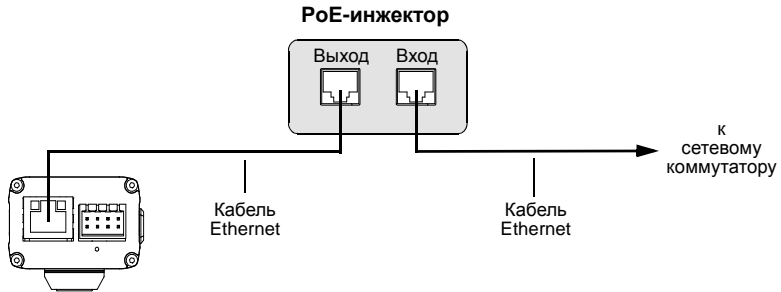 PoE-инжектор
Выход
Вход
к
сетевому
коммутатору
Кабель
Ethernet
Кабель
Ethernet